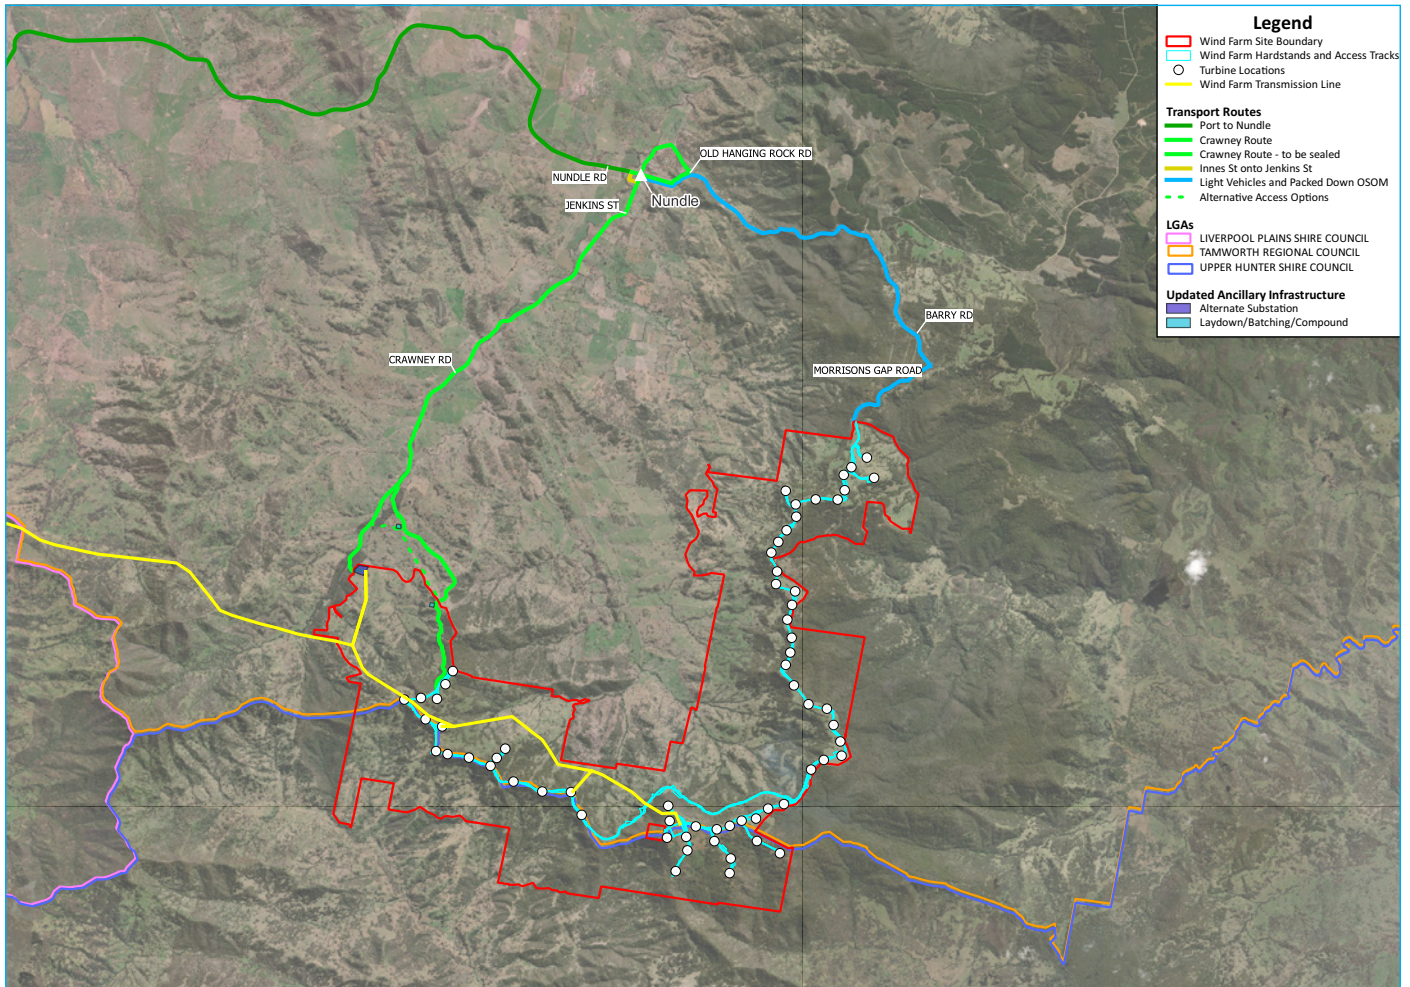 Legend
Wind Farm Site Boundary
Wind Farm Hardstands and Access Tracks
Turbine Locations
Wind Farm Transmission Line
Transport Routes
Port to Nundle
Crawney Route
Crawney Route - to be sealed
Innes St onto Jenkins St
Light Vehicles and Packed Down OSOM
Alternative Access Options
LGAs
LIVERPOOL PLAINS SHIRE COUNCIL
TAMWORTH REGIONAL COUNCIL
UPPER HUNTER SHIRE COUNCIL
Updated Ancillary Infrastructure
Alternate Substation
Laydown/Batching/Compound
OLD HANGING ROCK RD
NUNDLE RD
JENKINS ST
Nundle
BARRY RD
CRAWNEY RD
MORRISONS GAP ROAD